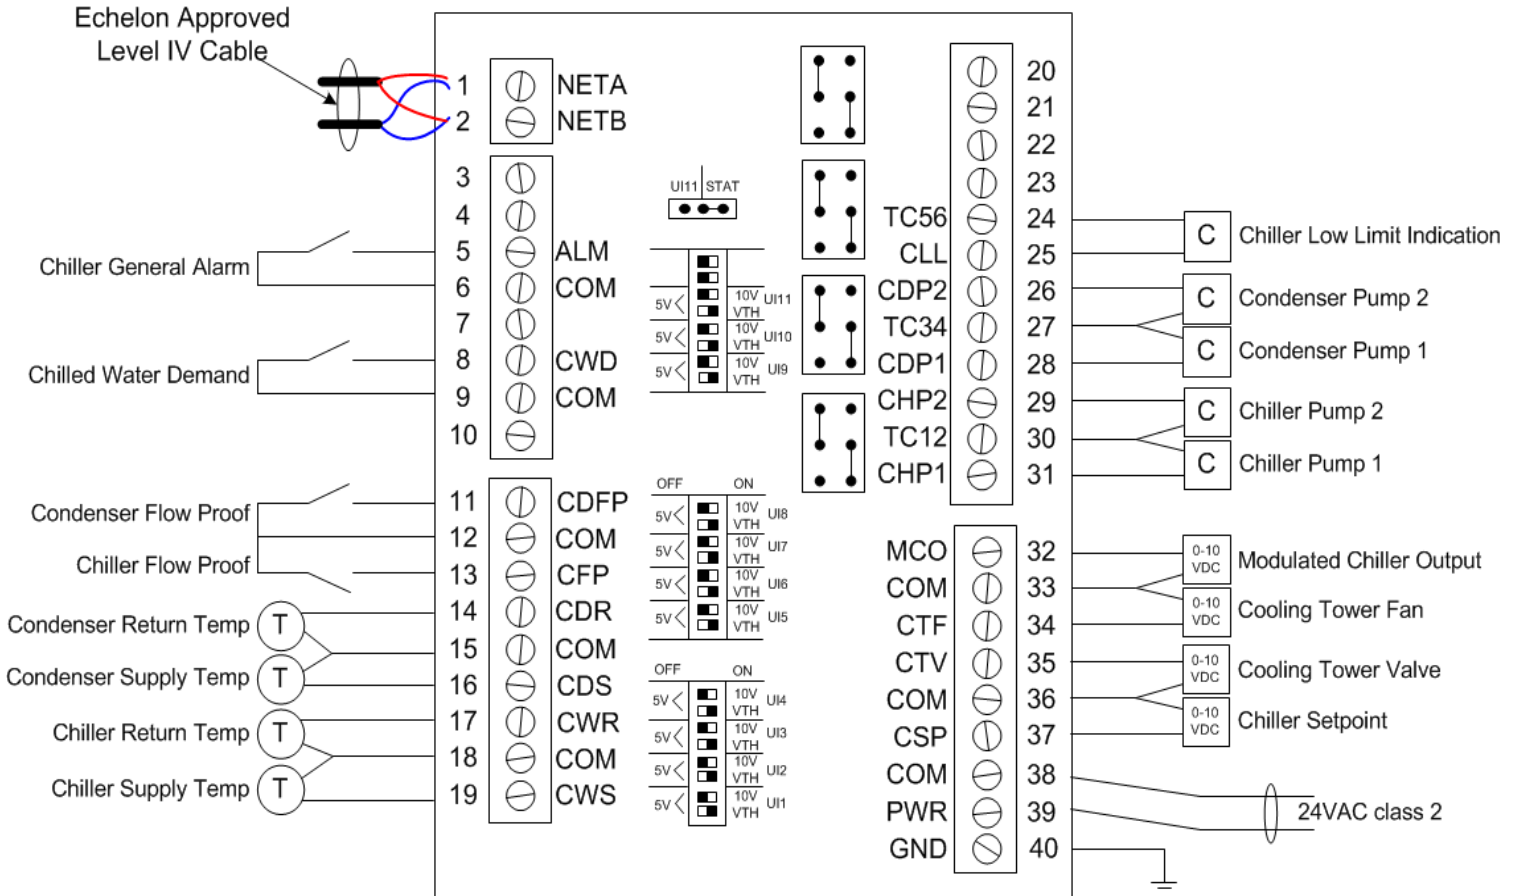 Echelon Approved
Level IV Cable
1 NETA
2 NETB
3
4
Chiller General Alarm
5 ALM
6 COM
7
Chilled Water Demand
8 CWD
9 COM
10
Condenser Flow Proof
11 CDFP
12 COM
Chiller Flow Proof
13 CFP
14 CDR
Condenser Return Temp T
15 COM
Condenser Supply Temp T
16 CDS
17 CWR
Chiller Return Temp T
18 COM
Chiller Supply Temp T
19 CWS
UI11 STAT
5V 10V UI11
VTH
5V 10V UI10
VTH
5V 10V UI9
VTH
OFF ON
5V 10V UI8
VTH
5V 10V UI7
VTH
5V 10V UI6
VTH
5V 10V UI5
VTH
OFF ON
5V 10V UI4
VTH
5V 10V UI3
VTH
5V 10V UI2
VTH
5V 10V UI1
VTH
20
21
22
23
TC56 24
CLL 25
C Chiller Low Limit Indication
CDP2 26
C Condenser Pump 2
TC34 27
C Condenser Pump 1
CDP1 28
CHP2 29
C Chiller Pump 2
TC12 30
C Chiller Pump 1
CHP1 31
MCO 32
0-10
VDC
Modulated Chiller Output
COM 33
0-10
VDC
Cooling Tower Fan
CTF 34
CTV 35
0-10
VDC
Cooling Tower Valve
COM 36
0-10
VDC
Chiller Setpoint
CSP 37
COM 38
PWR 39
24VAC class 2
GND 40